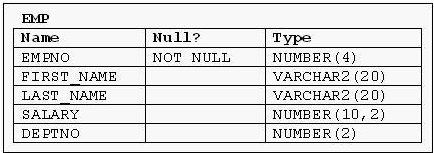 EMP
Name Null? Type
EMPNO NOT NULL NUMBER(4)
FIRST_NAME VARCHAR2(20)
LAST_NAME VARCHAR2(20)
SALARY NUMBER(10,2)
DEPTNO NUMBER(2)